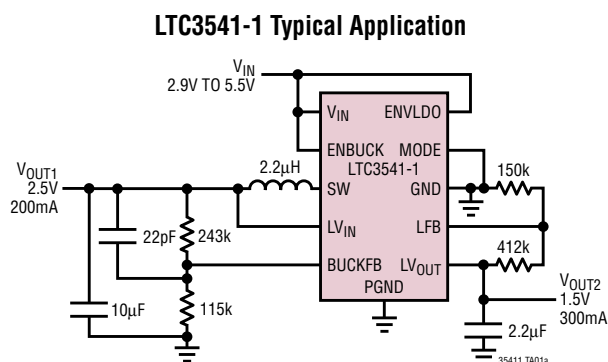 LTC3541-1 Typical Application
VIN
2.9V TO 5.5V
VIN
ENVLDO
ENBUCK
MODE
LTC3541-1
VOUT1
2.5V
200mA
2.2μH
SW
GND
150k
LVIN
LFB
22pF
243k
412k
BUCKFB
LVOUT
PGND
VOUT2
1.5V
300mA
10μF
115k
2.2μF
35411 TA01a